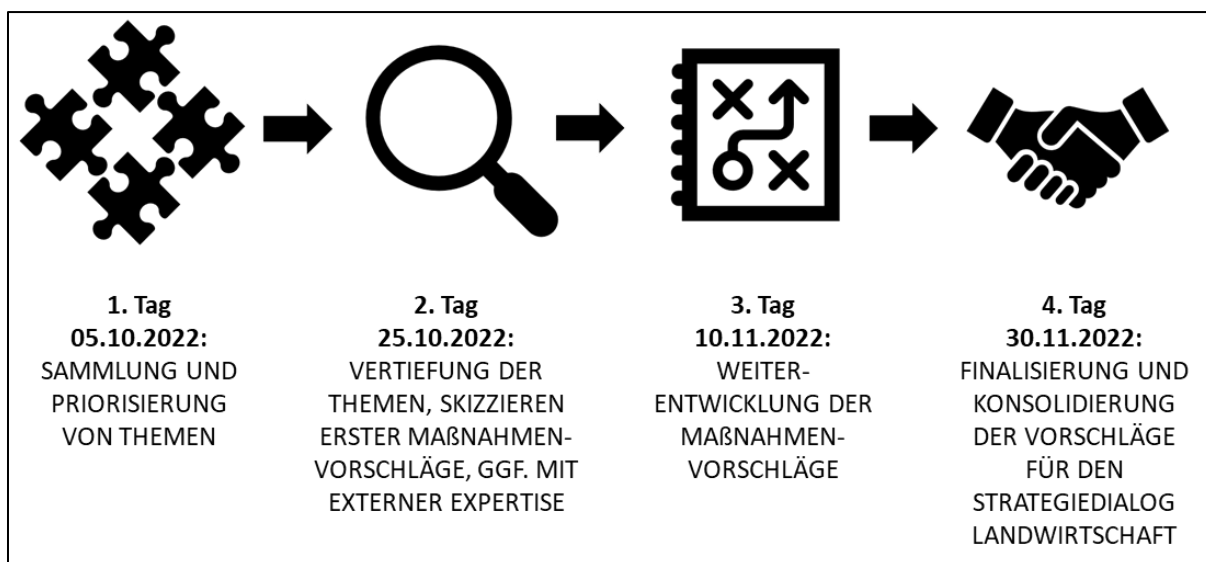 1. Tag
05.10.2022:
SAMMLUNG UND
PRIORISIERUNG
VON THEMEN
2. Tag
25.10.2022:
VERTIEFUNG DER
THEMEN, SKIZZIEREN
ERSTER MAßNAHMEN-
VORSCHLÄGE, GGF. MIT
EXTERNER EXPERTISE
3. Tag
10.11.2022:
WEITER-
ENTWICKLUNG DER
MAßNAHMEN-
VORSCHLÄGE
4. Tag
30.11.2022:
FINALISIERUNG UND
KONSOLIDIERUNG
DER VORSCHLÄGE
FÜR DEN
STRATEGIEDIALOG
LANDWIRTSCHAFT